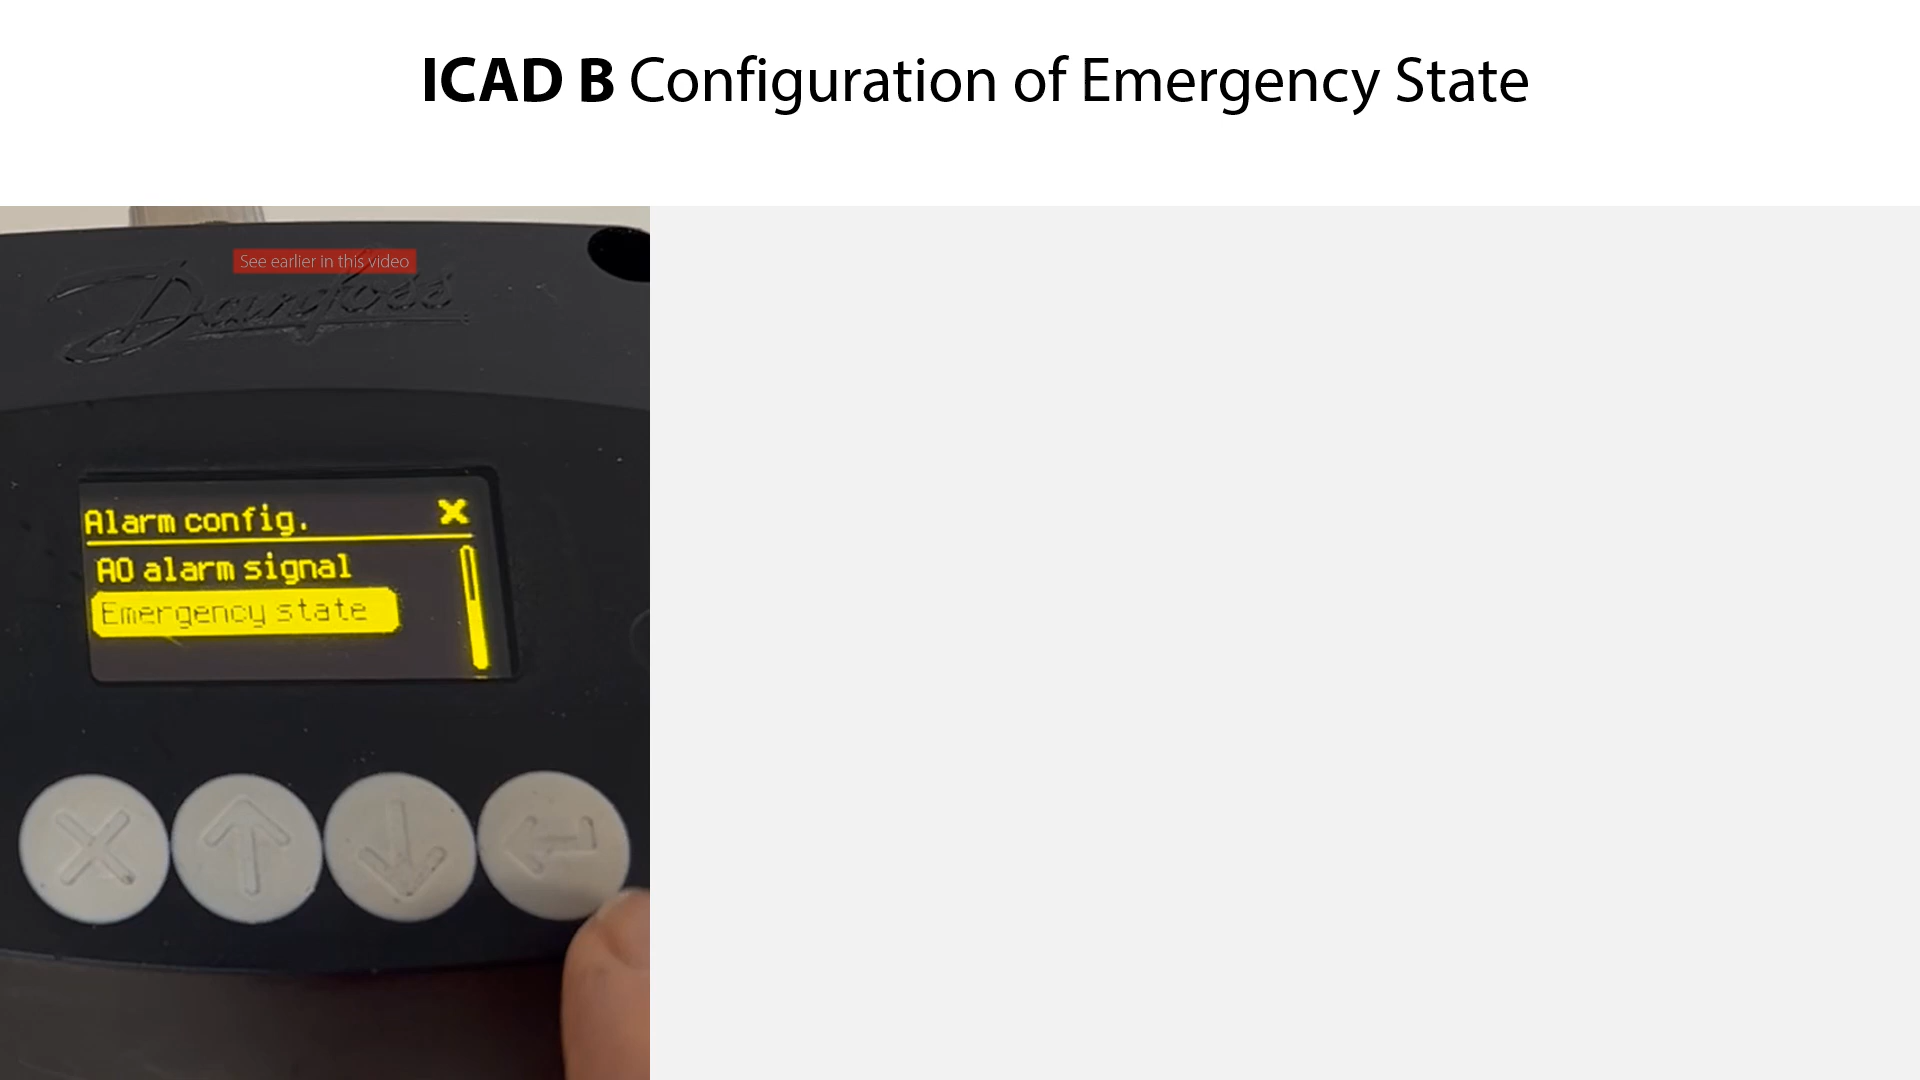 ICAD B Configuration of Emergency State
See earlier in this video
Danfoss
Alarm config.
AO alarm signal
Emergency state